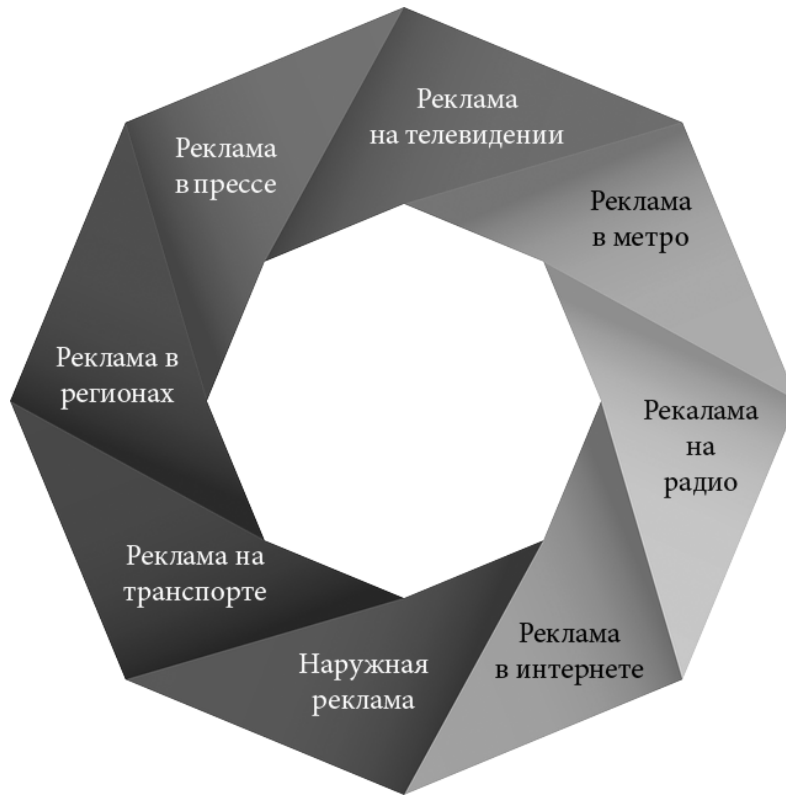 Реклама
на телевидении
Реклама
в метро
Рекалама
на
радио
Реклама
в интернете
Наружная
реклама
Реклама на
транспорте
Реклама в
регионах
Реклама
в прессе